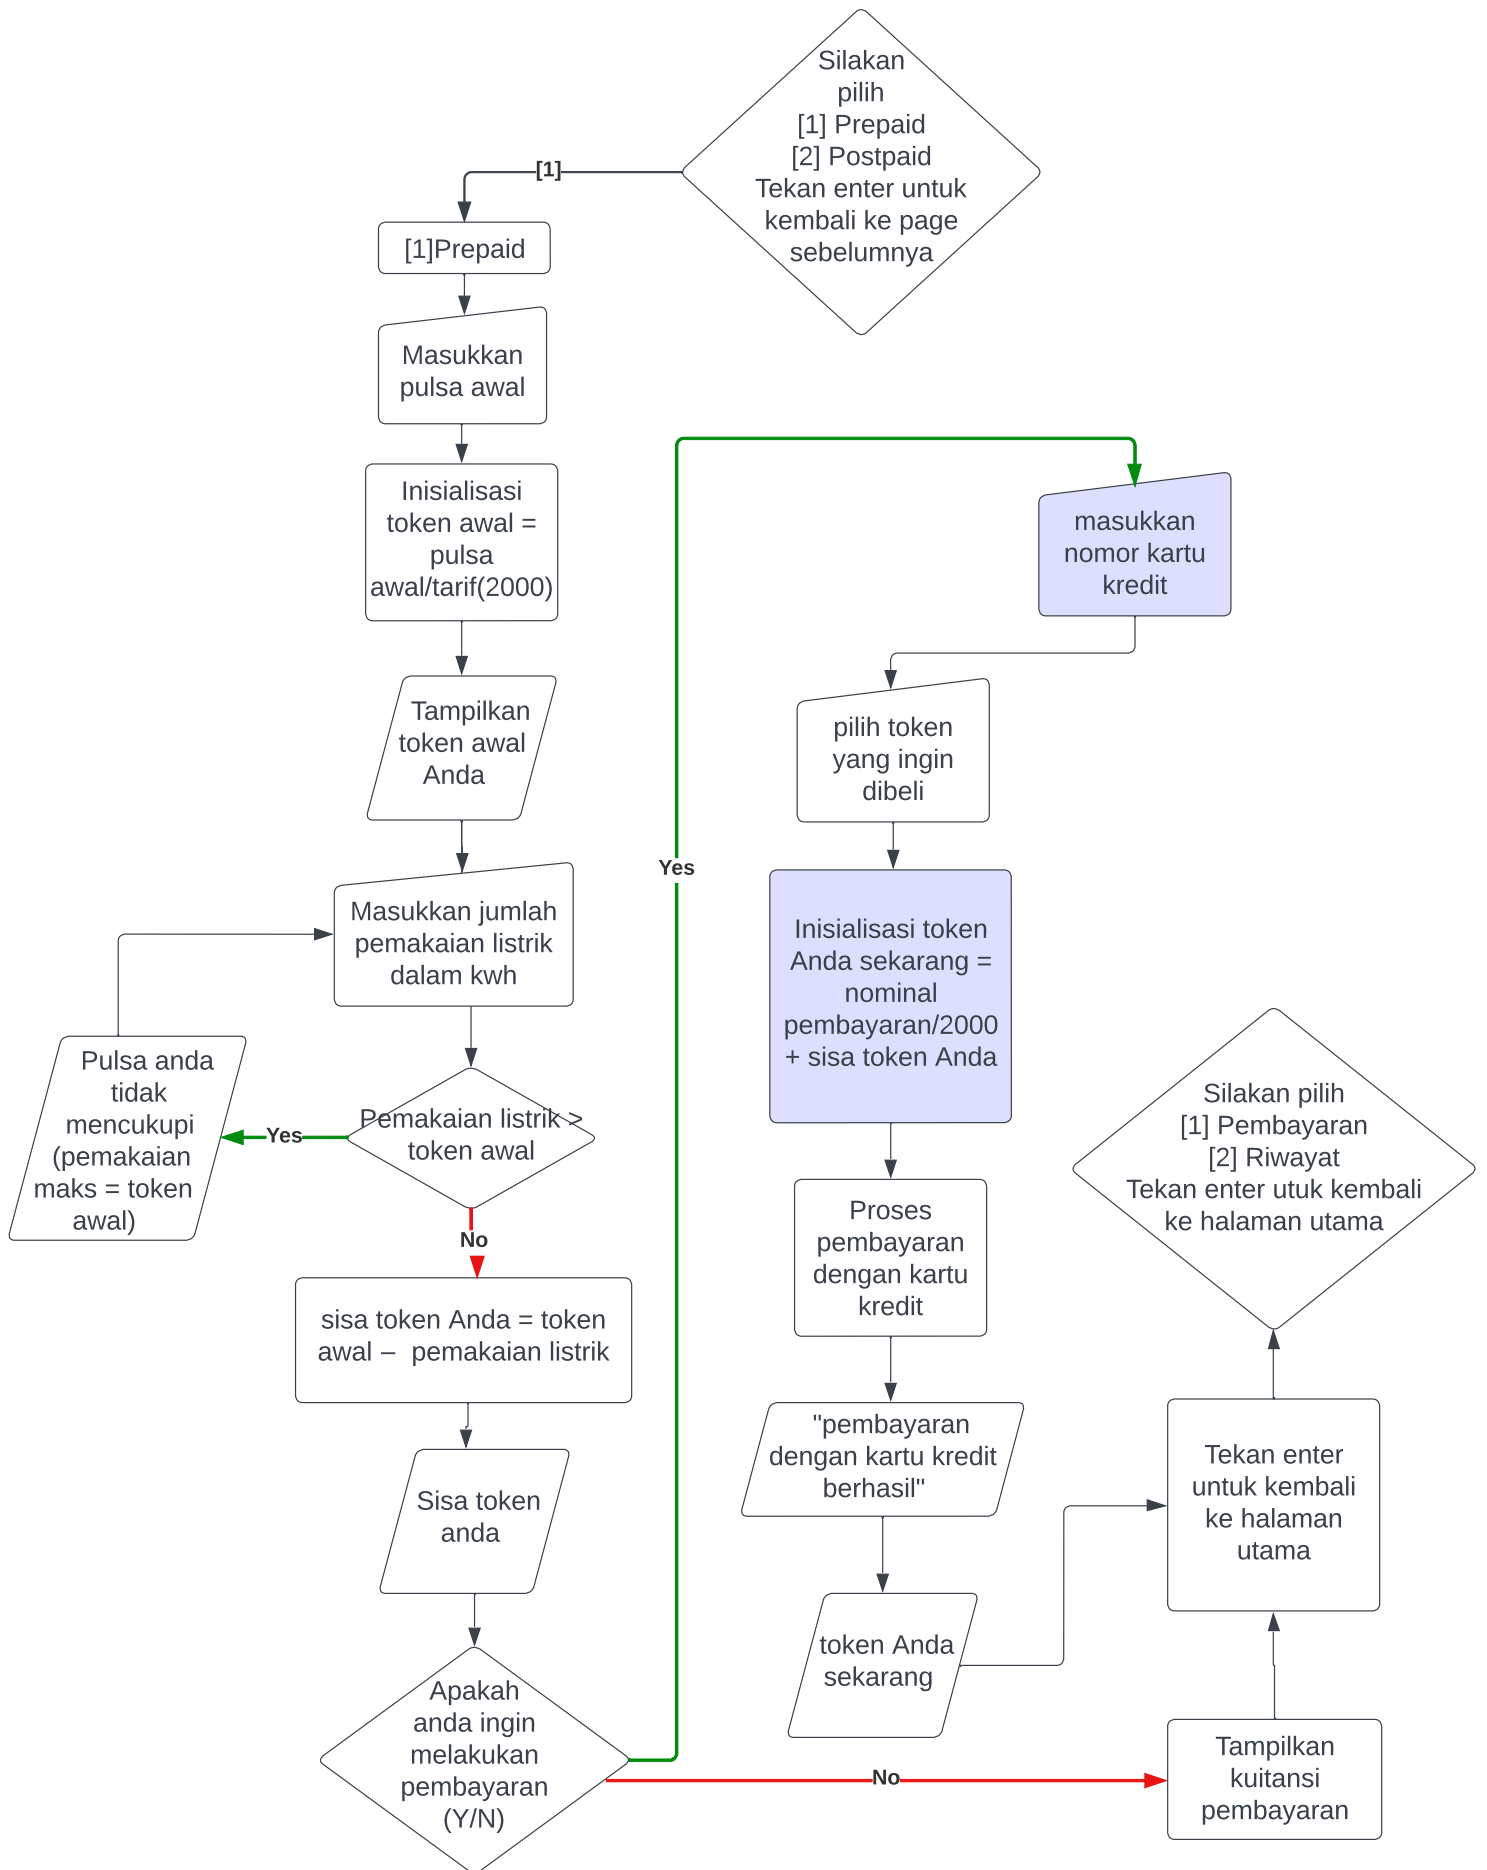 Silakan
pilih
[1] Prepaid
[2] Postpaid
Tekan enter untuk
kembali ke page
sebelumnya
[1]
[1]Prepaid
Masukkan
pulsa awal
Inisialisasi
token awal =
pulsa
awal/tarif(2000)
Tampilkan
token awal
Anda
Masukkan jumlah
pemakaian listrik
dalam kwh
Pemakaian listrik >
token awal
Yes
Pulsa anda
tidak
mencukupi
(pemakaian
maks = token
awal)
No
sisa token Anda = token
awal – pemakaian listrik
Sisa token
anda
Apakah
anda ingin
melakukan
pembayaran
(Y/N)
Yes
masukkan
nomor kartu
kredit
pilih token
yang ingin
dibeli
Inisialisasi token
Anda sekarang =
nominal
pembayaran/2000
+ sisa token Anda
Proses
pembayaran
dengan kartu
kredit
"pembayaran
dengan kartu kredit
berhasil"
token Anda
sekarang
No
Tampilkan
kuitansi
pembayaran
Tekan enter
untuk kembali
ke halaman
utama
Silakan pilih
[1] Pembayaran
[2] Riwayat
Tekan enter utuk kembali
ke halaman utama